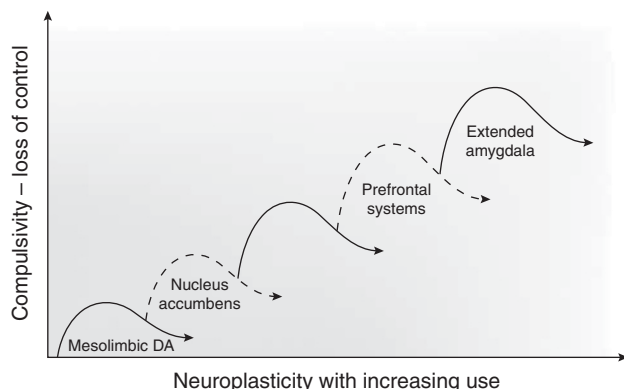 Compulsivity – loss of control
Extended
amygdala
Prefrontal
systems
Nucleus
accumbens
Mesolimbic DA
Neuroplasticity with increasing use